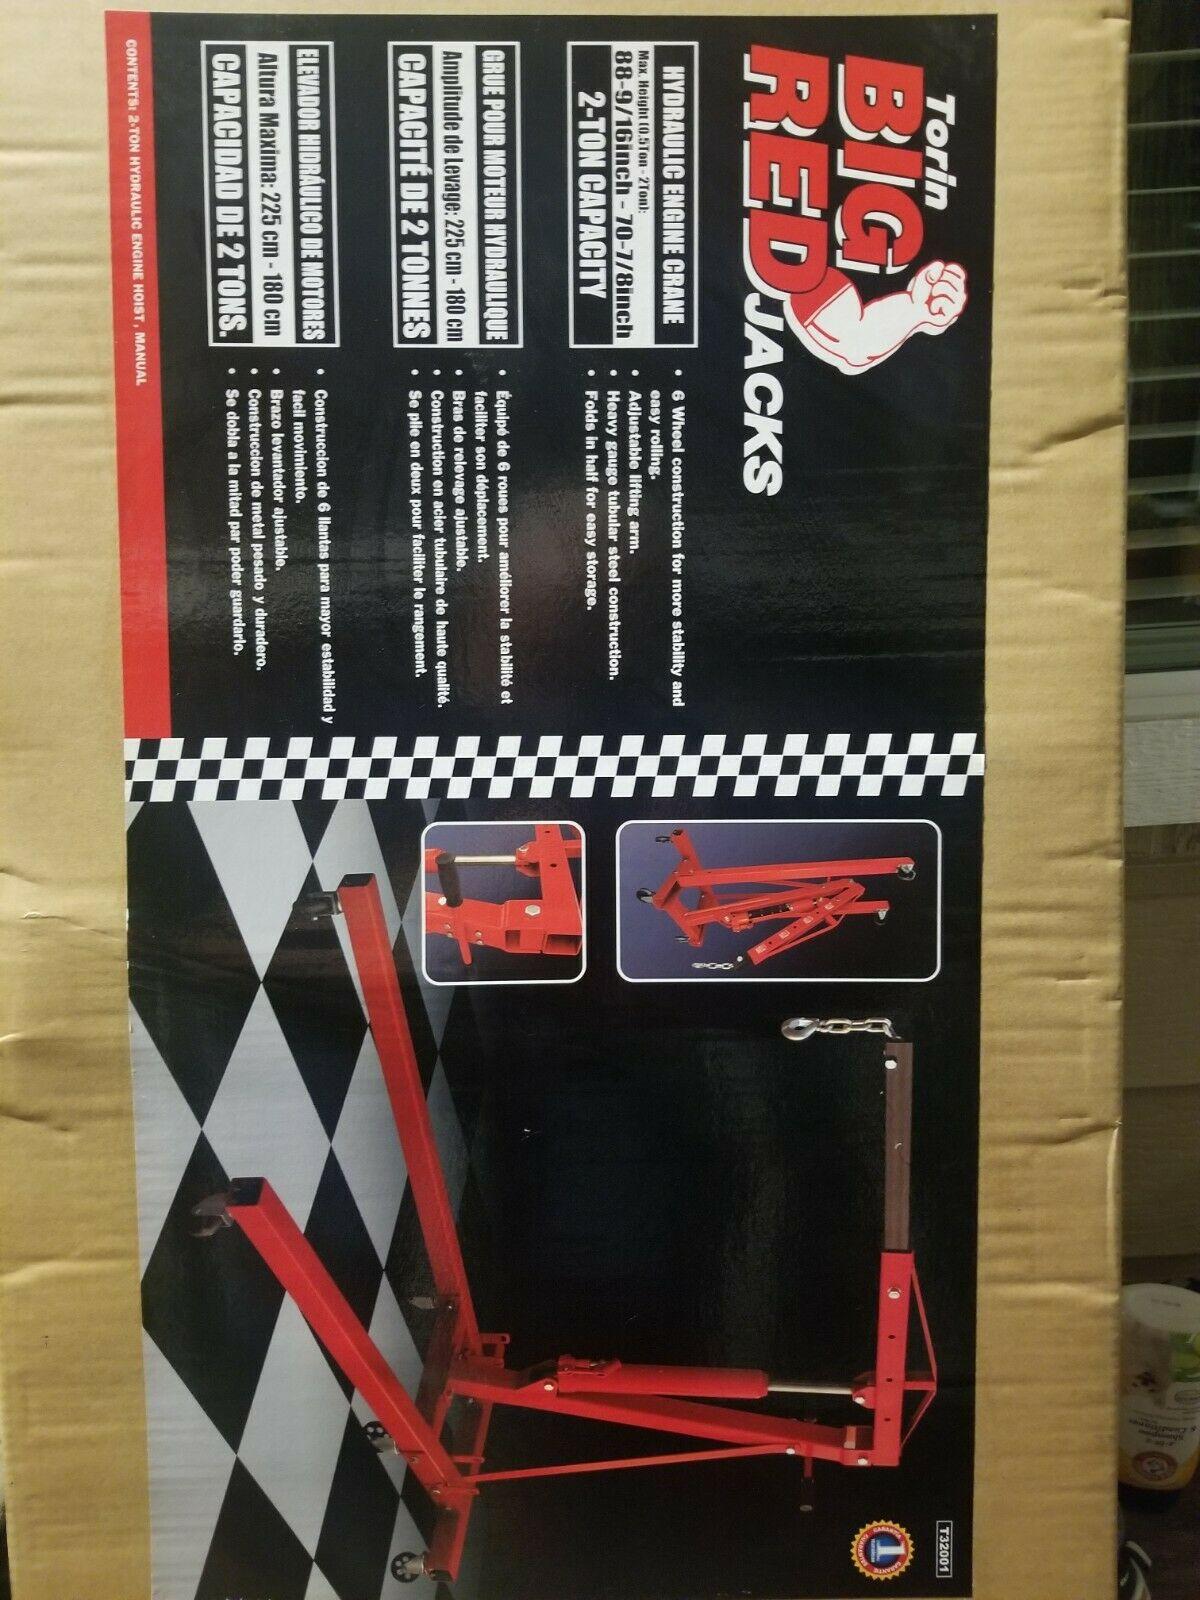 Torin
BIG
RED JACKS
HYDRAULIC ENGINE CRANE
Max. Height (0.5Ton - 2Ton):
88-9/16inch - 70-7/8inch
2-TON CAPACITY
• 6 Wheel construction for more stability and
easy rolling.
• Adjustable lifting arm.
• Heavy gauge tubular steel construction.
• Folds in half for easy storage.
GRUE POUR MOTEUR HYDRAULIQUE
Amplitude de Levage: 225 cm - 180 cm
CAPACITÉ DE 2 TONNES
• Équipé de 6 roues pour améliorer la stabilité et
faciliter son déplacement.
• Bras de relevage ajustable.
• Construction en acier tubulaire de haute qualité.
• Se plie en deux pour faciliter le rangement.
ELEVADOR HIDRÁULICO DE MOTORES
Altura Maxima: 225 cm - 180 cm
CAPACIDAD DE 2 TONS.
• Construccion de 6 llantas para mayor estabilidad y
facil movimiento.
• Brazo levantador ajustable.
• Construccion de metal pesado y duradero.
• Se dobla a la mitad par poder guardarlo.
CONTENTS: 2-TON HYDRAULIC ENGINE HOIST, MANUAL
T32001
1
2-in-1
Shampoo
& Conditioner